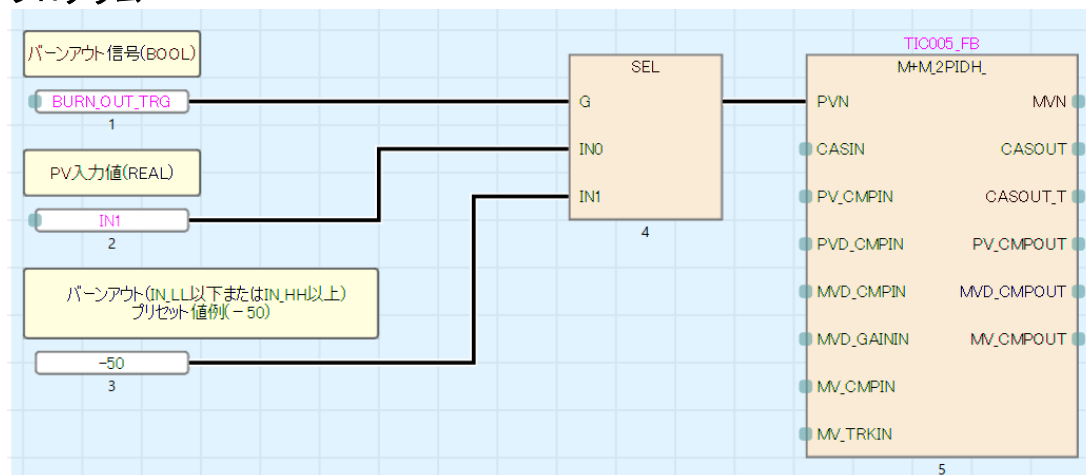 バーンアウト信号(BOOL)
BURN_OUT_TRG
1
PV入力値(REAL)
IN1
2
バーンアウト(IN_LL以下またはIN_HH以上)
プリセット値例(－50)
-50
3
SEL
G
IN0
IN1
4
TIC005_FB
M+M_2PIDH_
PVN
MVN
CASIN
CASOUT
PV_CMPIN
CASOUT_T
PVD_CMPIN
PV_CMPOUT
MVD_CMPIN
MVD_CMPOUT
MVD_GAININ
MV_CMPOUT
MV_CMPIN
MV_TRKIN
5